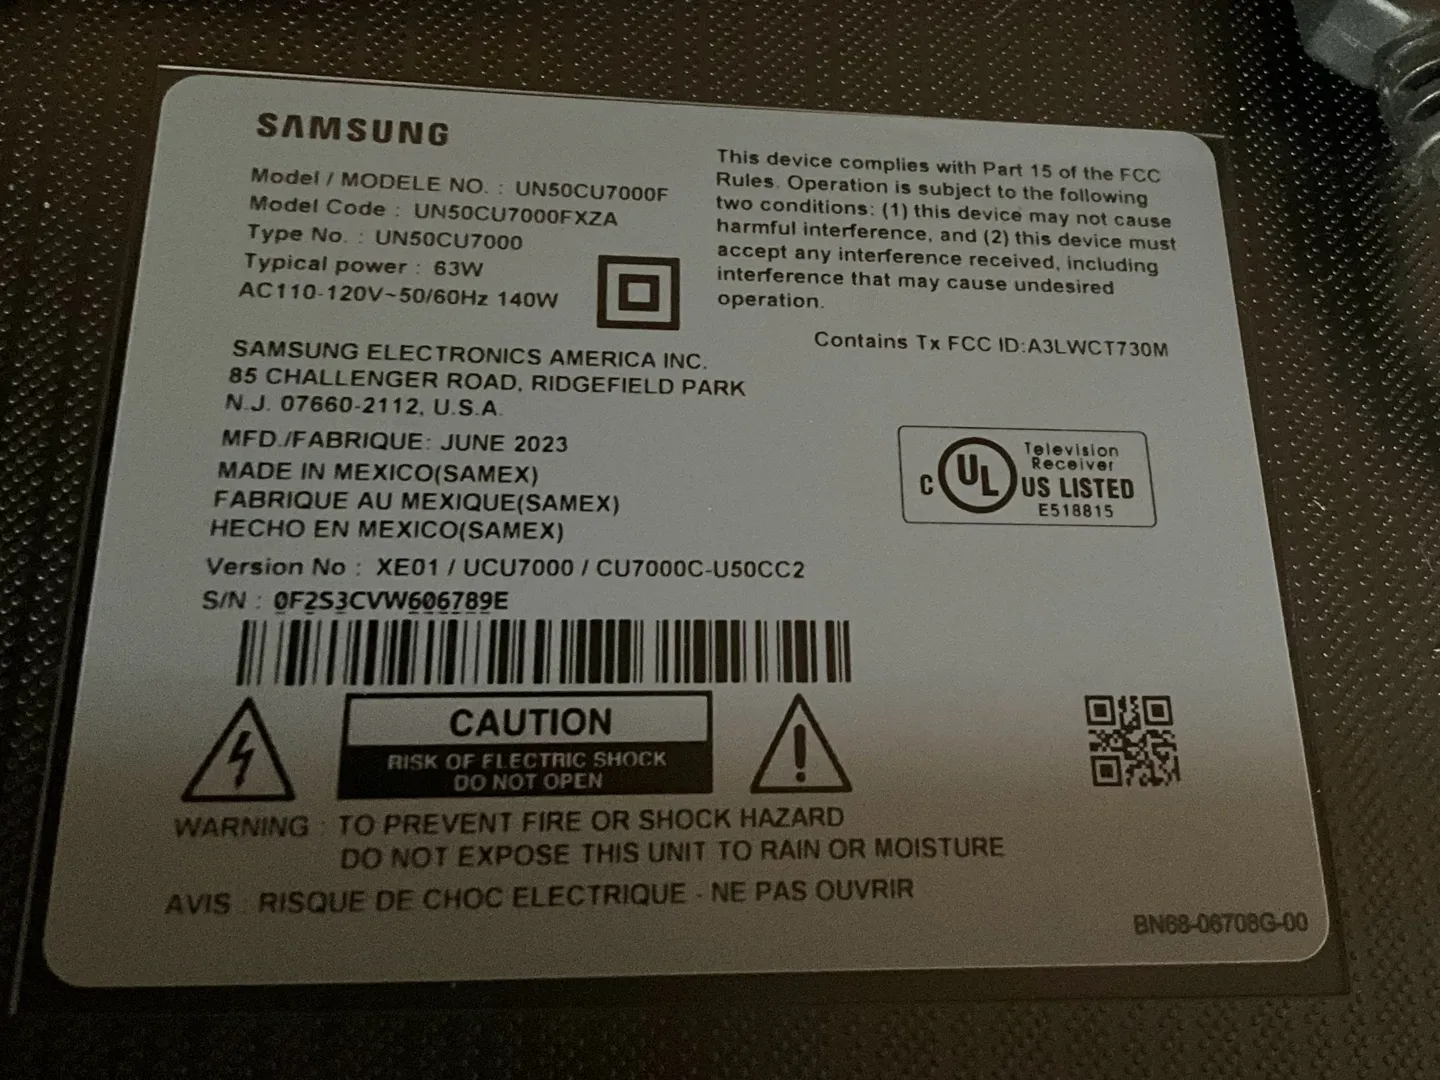 SAMSUNG
Model / MODELE NO. : UN50CU7000F
Model Code : UN50CU7000FXZA
Type No. : UN50CU7000
Typical power : 63W
AC110-120V~50/60Hz 140W
This device complies with Part 15 of the FCC
Rules. Operation is subject to the following
two conditions: (1) this device may not cause
harmful interference, and (2) this device must
accept any interference received, including
interference that may cause undesired
operation.
Contains Tx FCC ID:A3LWCT730M
SAMSUNG ELECTRONICS AMERICA INC.
85 CHALLENGER ROAD, RIDGEFIELD PARK
N.J. 07660-2112, U.S.A.
MFD./FABRIQUE: JUNE 2023
MADE IN MEXICO(SAMEX)
FABRIQUE AU MEXIQUE(SAMEX)
HECHO EN MEXICO(SAMEX)
C UL
Television
Receiver
US LISTED
E518815
Version No : XE01 / UCU7000 / CU7000C-U50CC2
S/N : 0F2S3CVW606789E
CAUTION
RISK OF ELECTRIC SHOCK
DO NOT OPEN
WARNING : TO PREVENT FIRE OR SHOCK HAZARD
DO NOT EXPOSE THIS UNIT TO RAIN OR MOISTURE
AVIS : RISQUE DE CHOC ELECTRIQUE - NE PAS OUVRIR
BN68-06708G-00